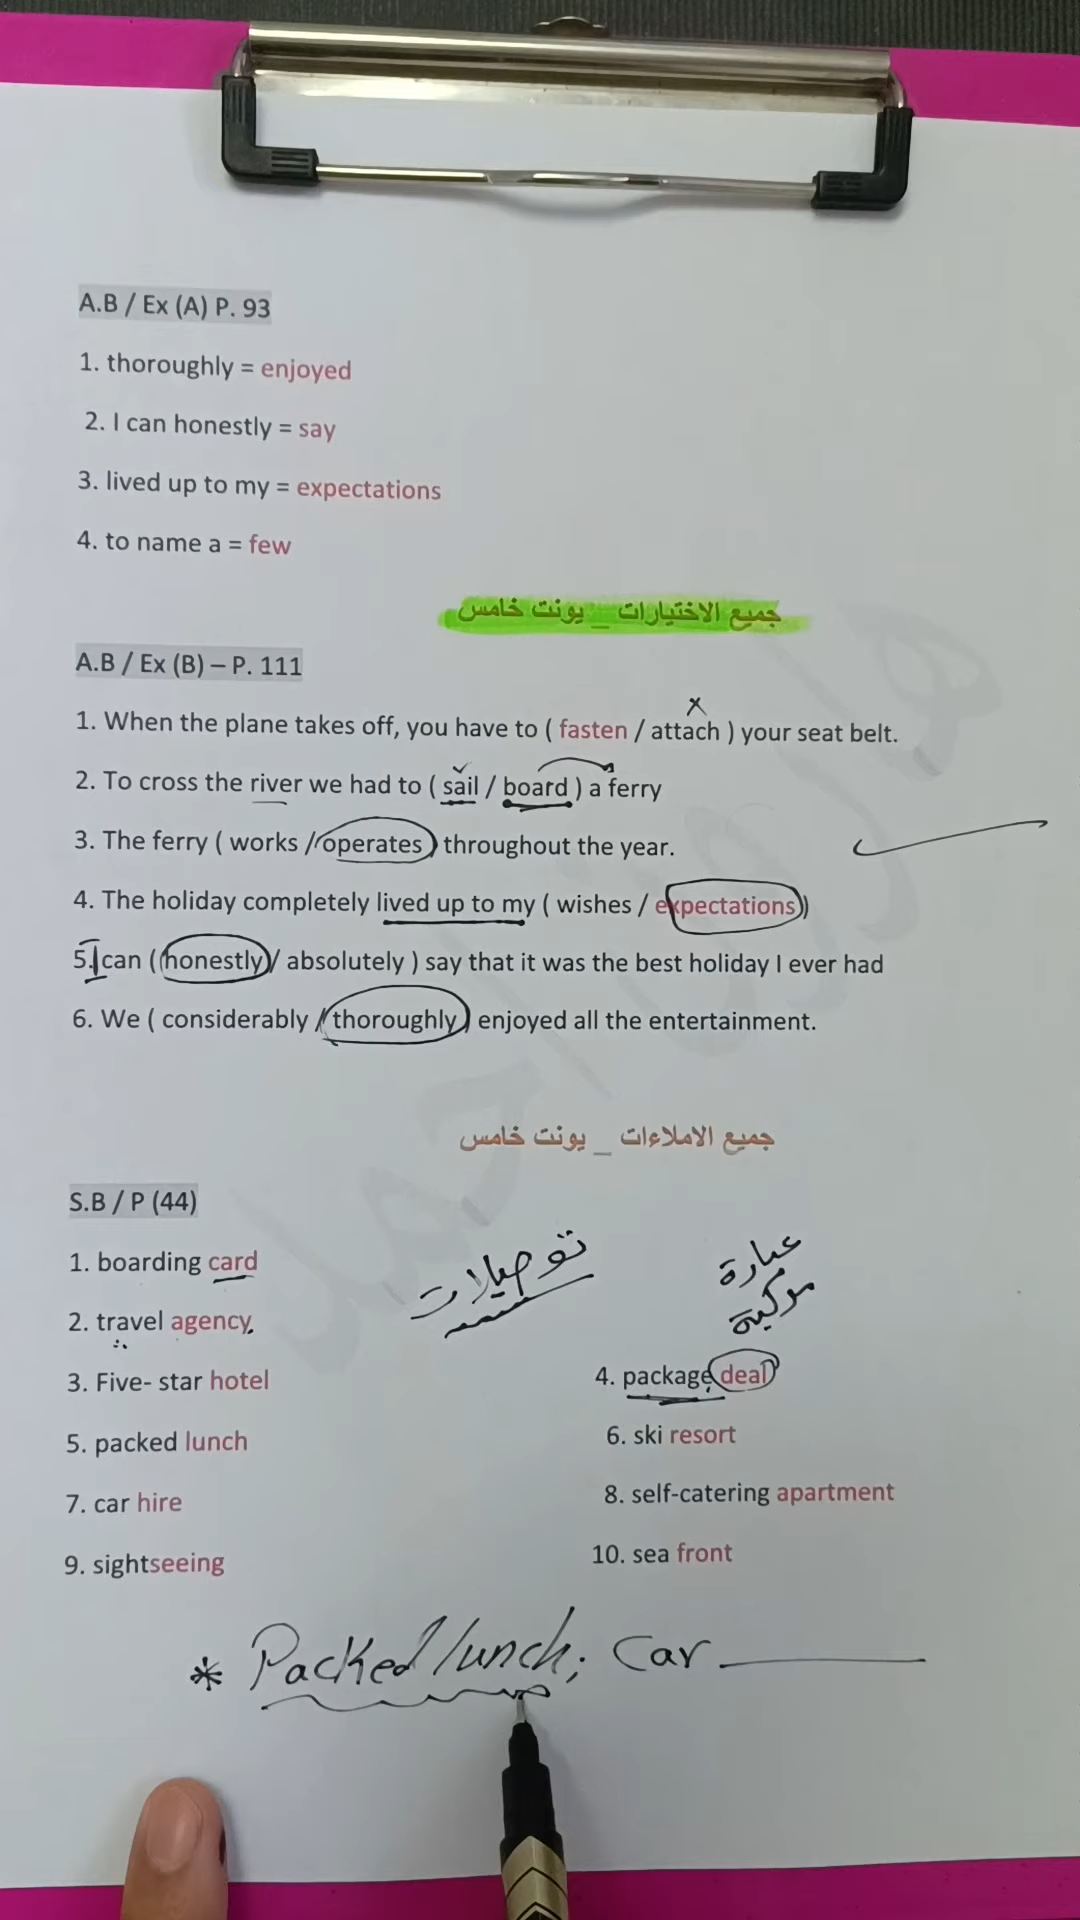 A.B / Ex (A) P. 93
1. thoroughly = enjoyed
2. I can honestly = say
3. lived up to my = expectations
4. to name a = few
جميع الاختيارات _ يونت خامس
A.B / Ex (B) – P. 111
1. When the plane takes off, you have to ( fasten / attach ) your seat belt.
2. To cross the river we had to ( sail / board ) a ferry
3. The ferry ( works / operates ) throughout the year.
4. The holiday completely lived up to my ( wishes / expectations )
5. I can ( honestly / absolutely ) say that it was the best holiday I ever had
6. We ( considerably / thoroughly ) enjoyed all the entertainment.
جميع الاملاءات _ يونت خامس
S.B / P (44)
1. boarding card
توصيلات
عبارة
مركبة
2. travel agency.
3. Five- star hotel
4. package deal
5. packed lunch
6. ski resort
7. car hire
8. self-catering apartment
9. sightseeing
10. sea front
* Packed lunch; Car ______